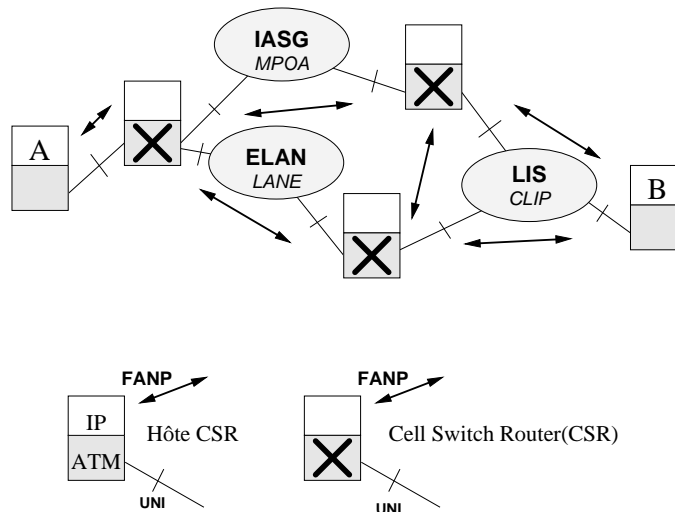 IASG
MPOA
A
ELAN
LANE
LIS
CLIP
B
FANP
FANP
IP
Hôte CSR
Cell Switch Router(CSR)
ATM
UNI
UNI